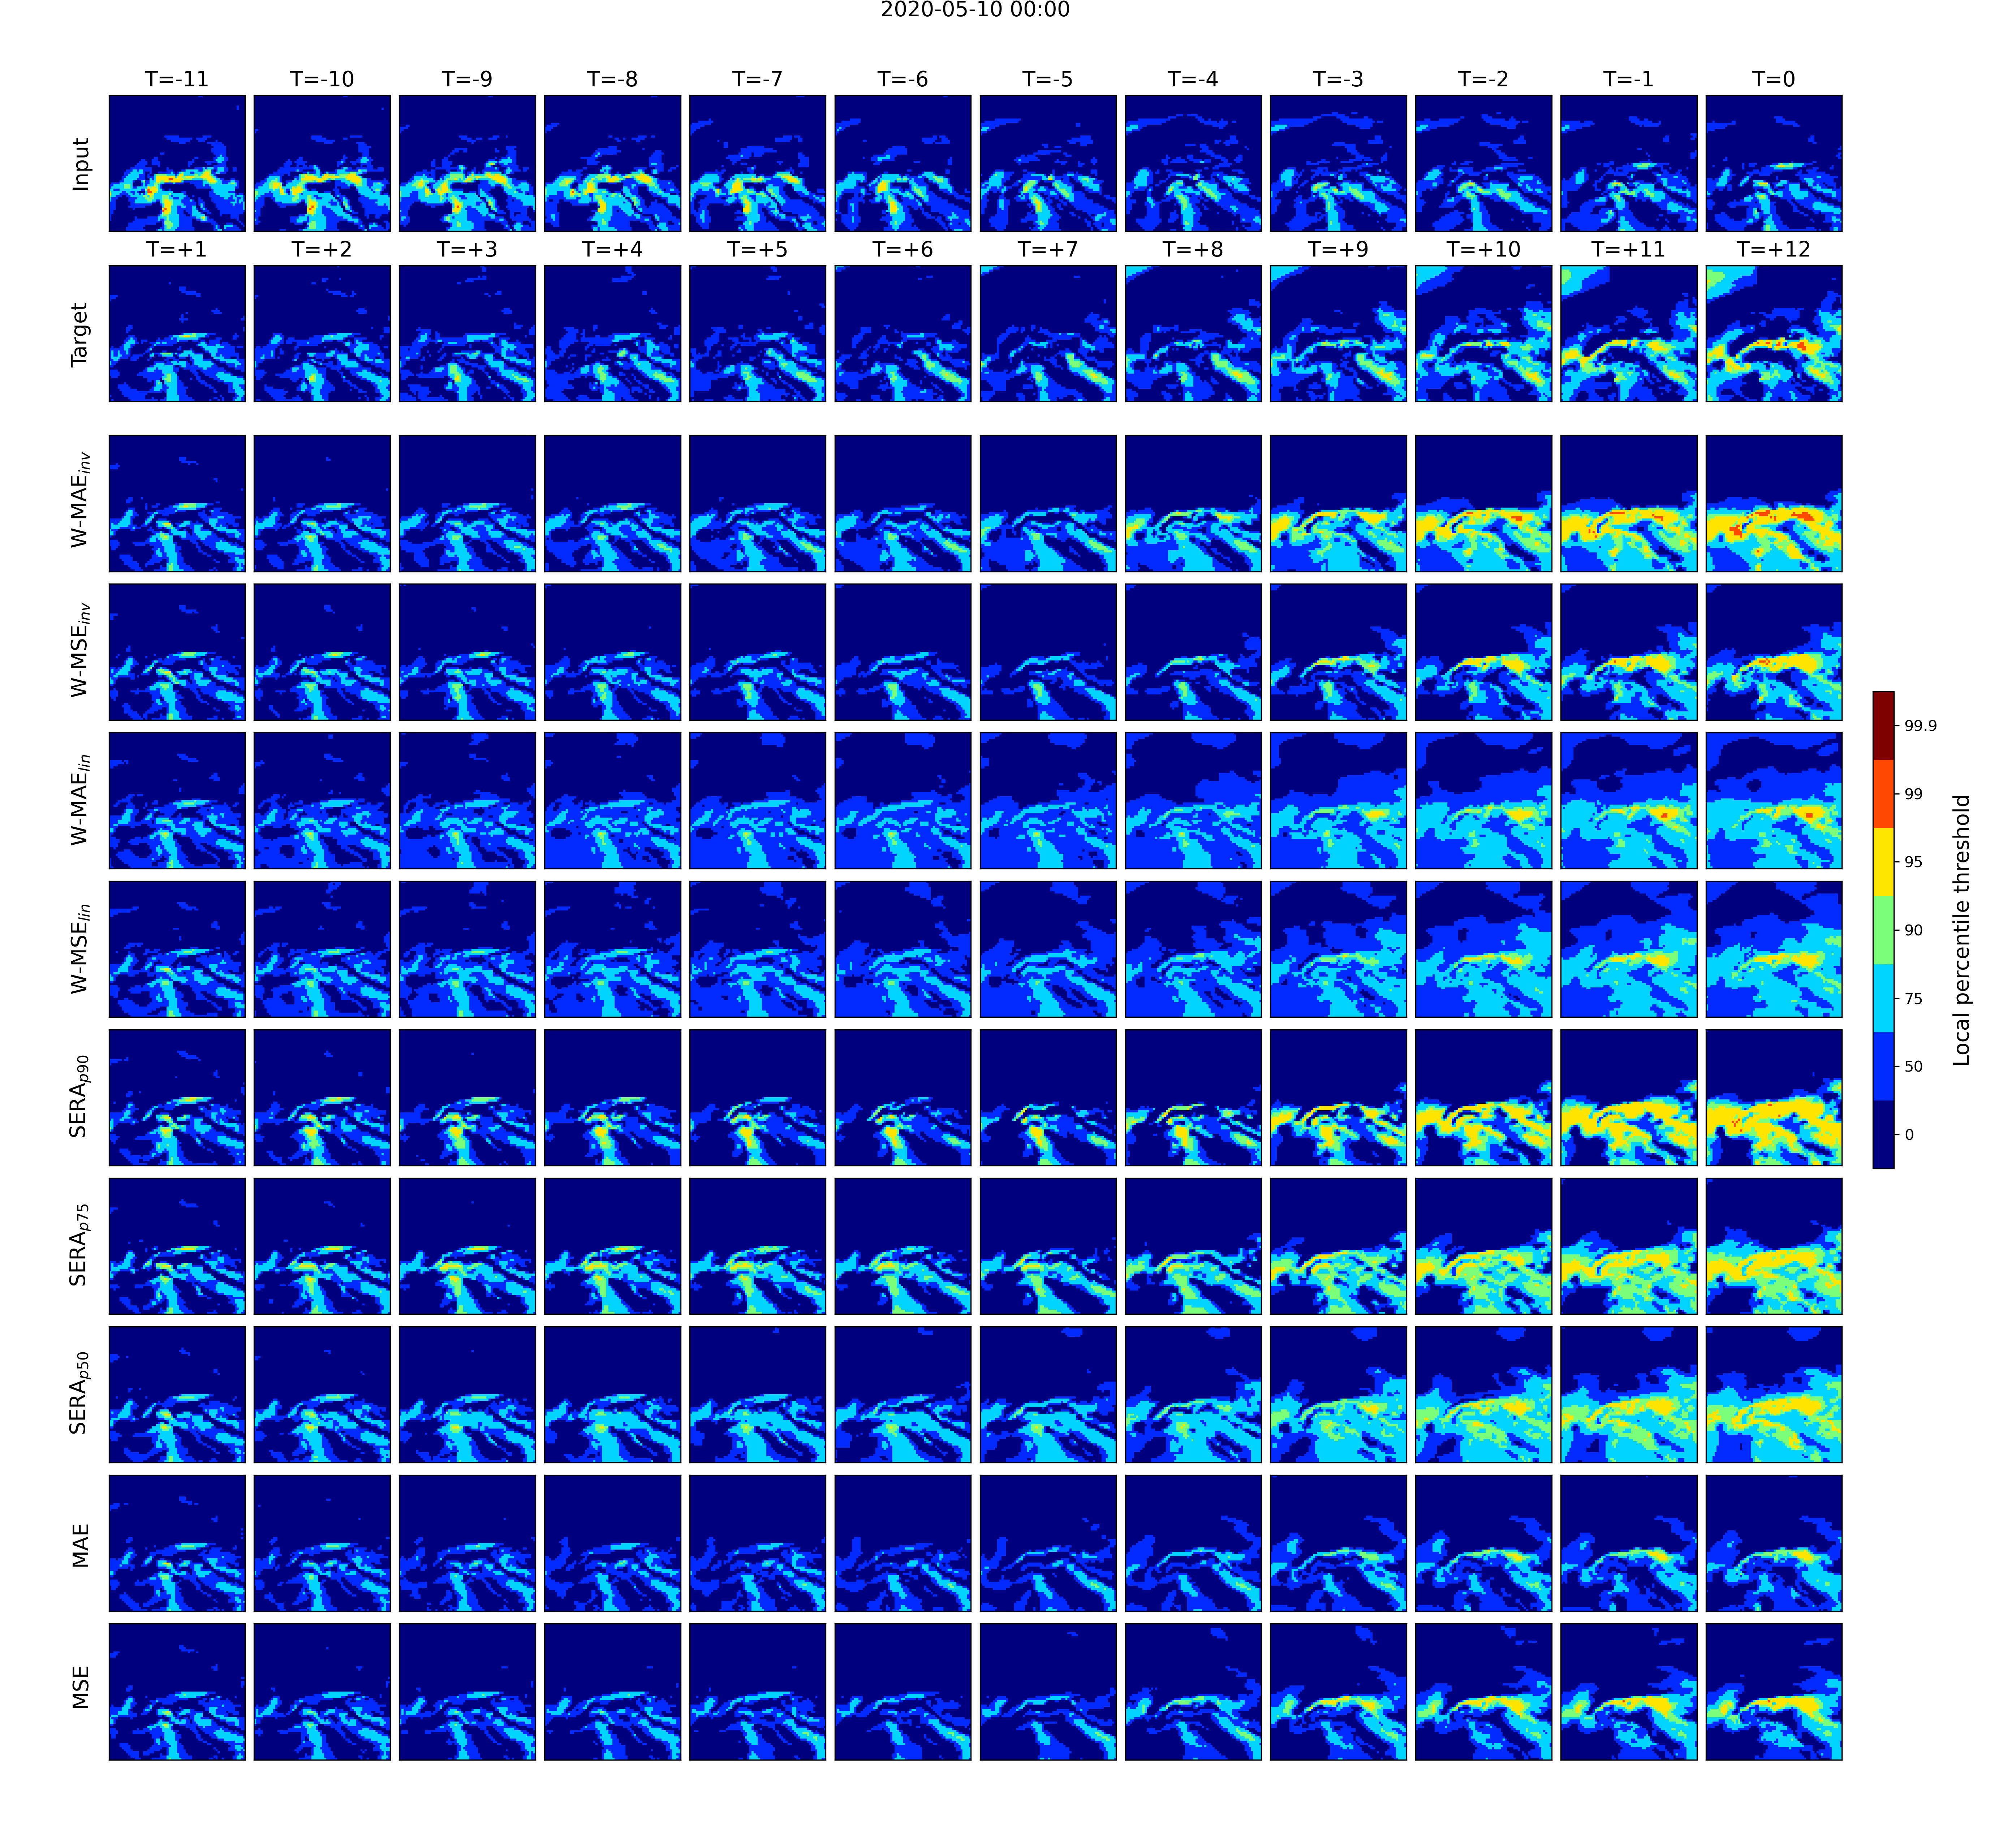 2020-05-10 00:00
T=-11 T=-10 T=-9 T=-8 T=-7 T=-6 T=-5 T=-4 T=-3 T=-2 T=-1 T=0
Input
T=+1 T=+2 T=+3 T=+4 T=+5 T=+6 T=+7 T=+8 T=+9 T=+10 T=+11 T=+12
Target
W-MAEinv
W-MSEinv
W-MAElin
W-MSElin
SERAp90
SERAp75
SERAp50
MAE
MSE
99.9
99
95
90
75
50
0
Local percentile threshold